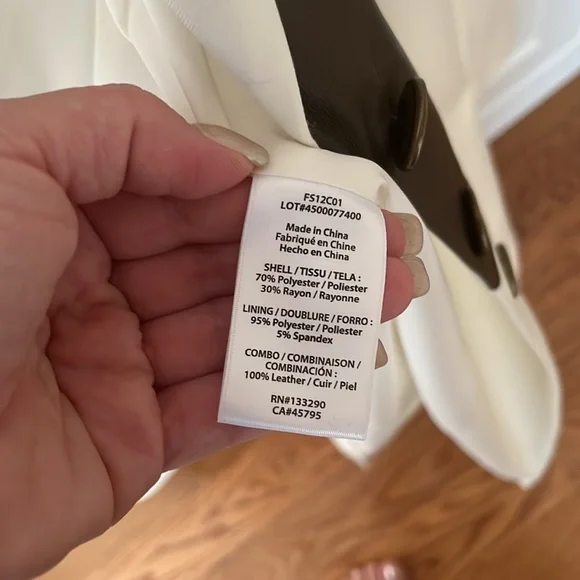 FS12C01
LOT#4500077400
Made in China
Fabriqué en Chine
Hecho en China
SHELL / TISSU / TELA :
70% Polyester / Poliester
30% Rayon / Rayonne
LINING / DOUBLURE / FORRO :
95% Polyester / Poliester
5% Spandex
COMBO / COMBINAISON /
COMBINACIÓN :
100% Leather / Cuir / Piel
RN#133290
CA#45795